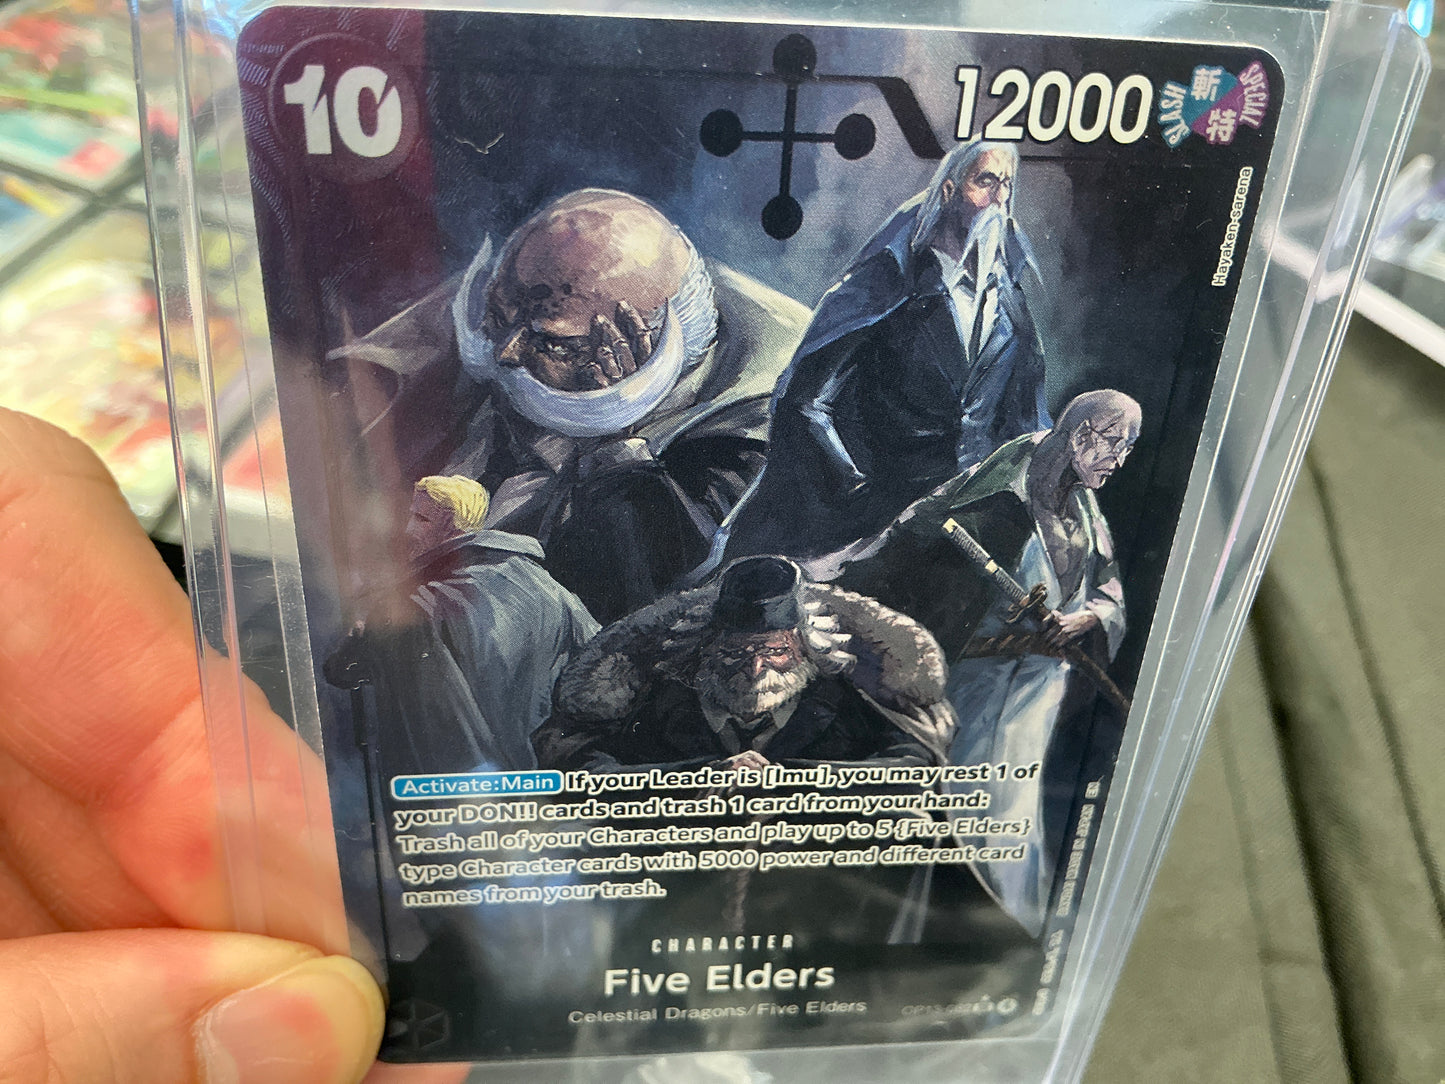 10
12000
SLASH 斬
特 SPECIAL
Hayaken-sarena
Activate:Main If your Leader is [Imu], you may rest 1 of
your DON!! cards and trash 1 card from your hand:
Trash all of your Characters and play up to 5 {Five Elders}
type Character cards with 5000 power and different card
names from your trash.
CHARACTER
Five Elders
Celestial Dragons/Five Elders